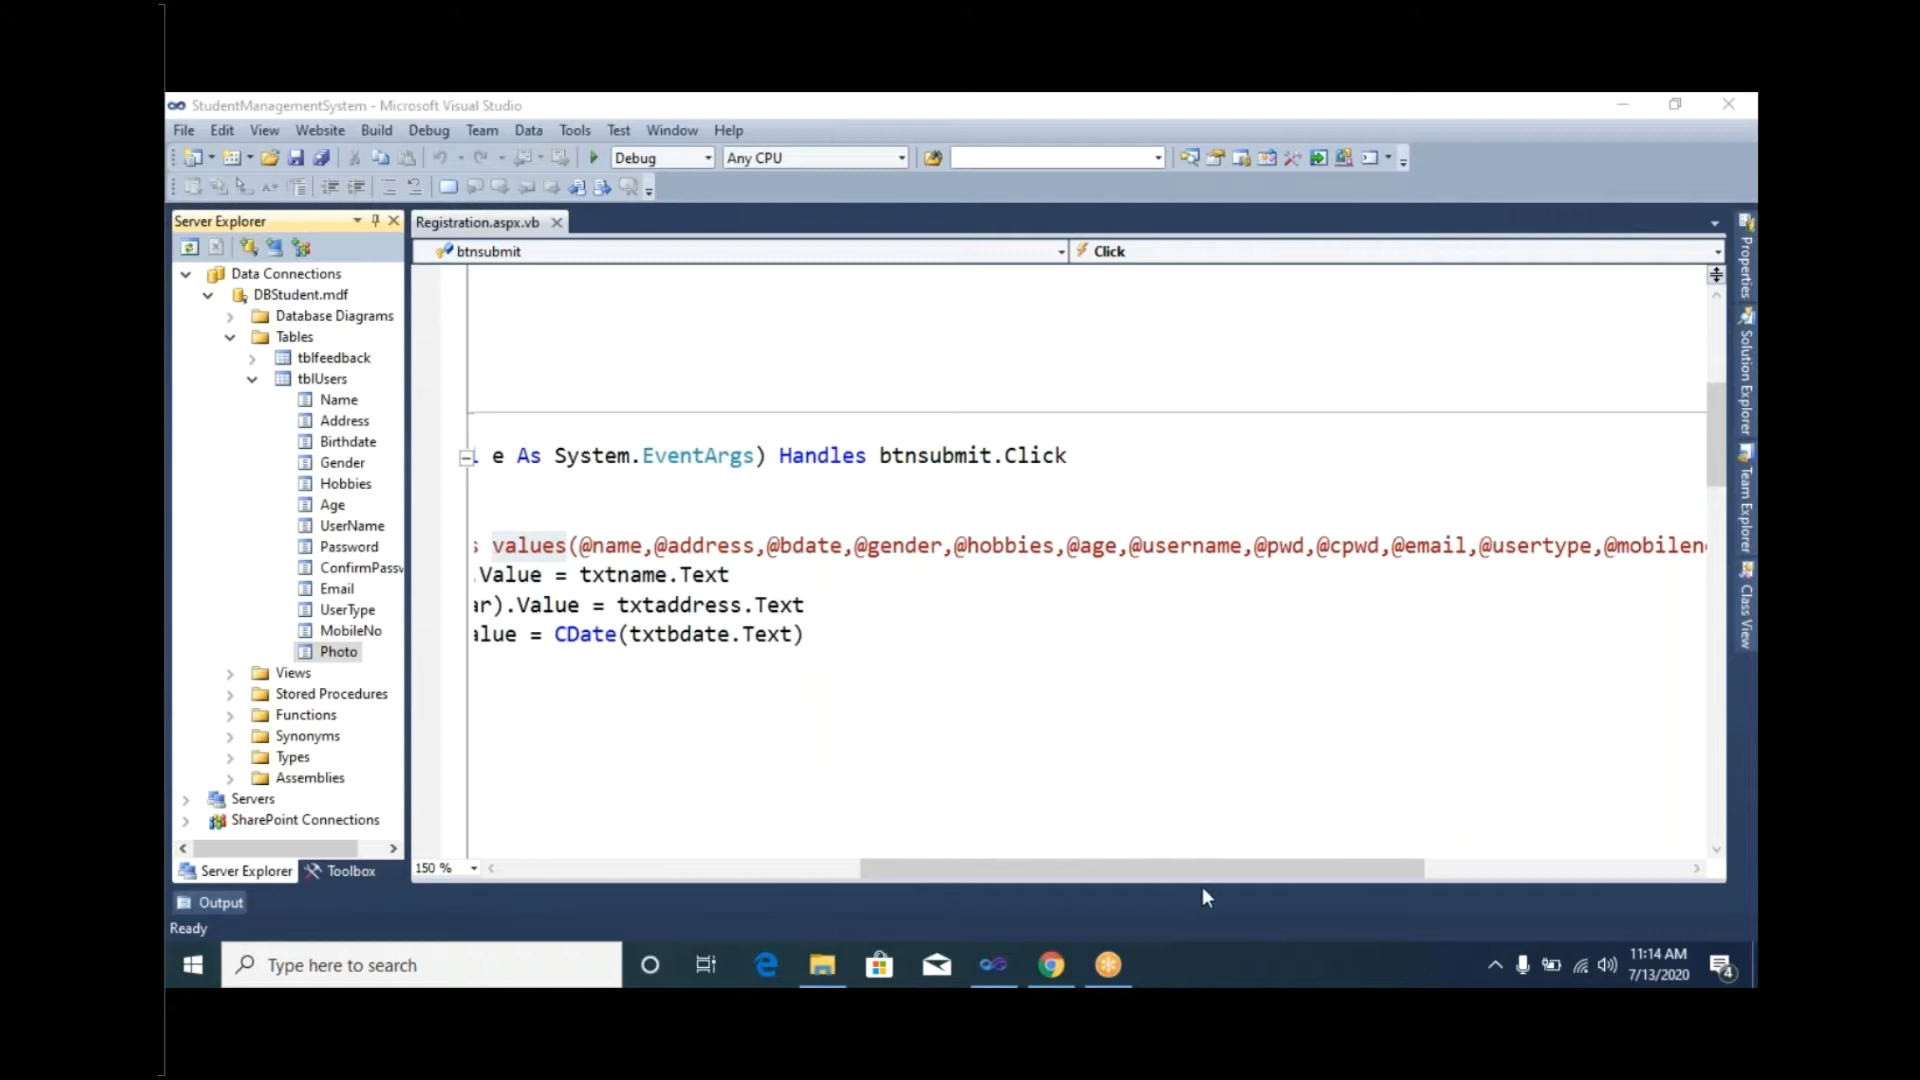 StudentManagementSystem - Microsoft Visual Studio
File Edit View Website Build Debug Team Data Tools Test Window Help
Debug Any CPU
Server Explorer
Registration.aspx.vb
btnsubmit
Click
Data Connections
DBStudent.mdf
Database Diagrams
Tables
tblfeedback
tblUsers
Name
Address
Birthdate
Gender
Hobbies
Age
UserName
Password
ConfirmPassw
Email
UserType
MobileNo
Photo
Views
Stored Procedures
Functions
Synonyms
Types
Assemblies
Servers
SharePoint Connections
e As System.EventArgs) Handles btnsubmit.Click
s values(@name,@address,@bdate,@gender,@hobbies,@age,@username,@pwd,@cpwd,@email,@usertype,@mobilen
.Value = txtname.Text
ar).Value = txtaddress.Text
alue = CDate(txtbdate.Text)
150 %
Properties
Solution Explorer
Team Explorer
Class View
Server Explorer Toolbox
Output
Ready
Type here to search
11:14 AM
7/13/2020
4